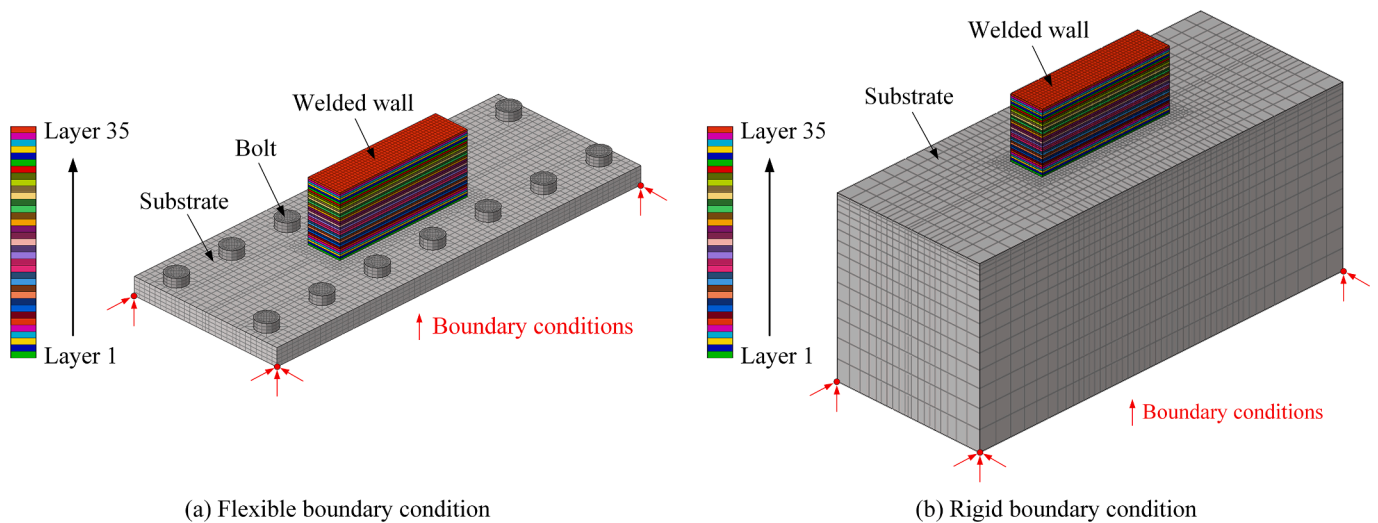 Welded wall
Layer 35
Bolt
Substrate
Layer 1
Boundary conditions
(a) Flexible boundary condition
Welded wall
Substrate
Layer 35
Layer 1
Boundary conditions
(b) Rigid boundary condition